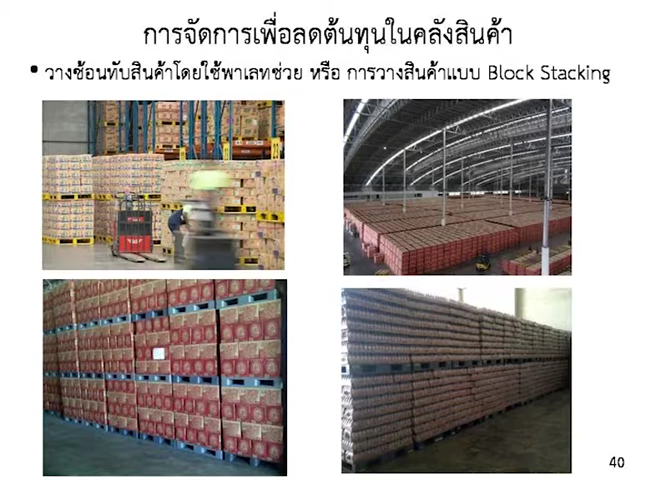 การจัดการเพื่อลดต้นทุนในคลังสินค้า
• วางซ้อนทับสินค้าโดยใช้พาเลทช่วย หรือ การวางสินค้าแบบ Block Stacking
40